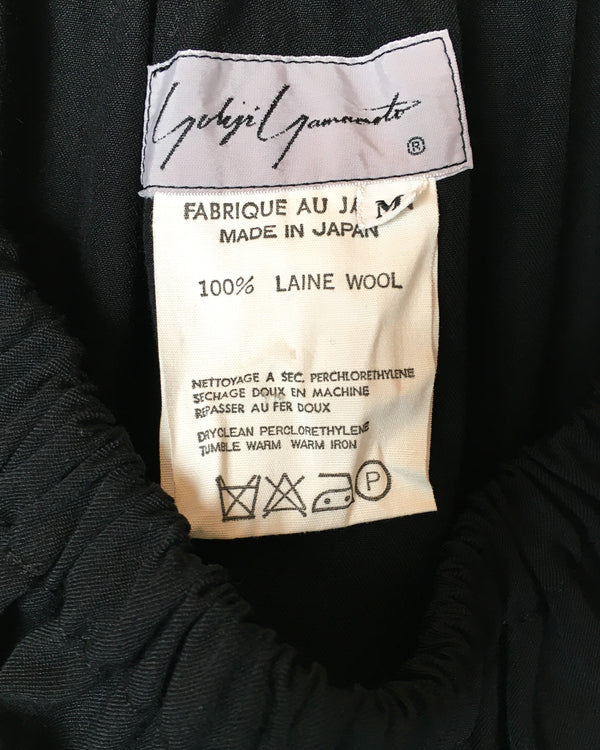 Yohji Yamamoto ®
M
FABRIQUE AU JA
MADE IN JAPAN
100% LAINE WOOL
NETTOYAGE A SEC. PERCHLORETHYLENE
SECHAGE DOUX EN MACHINE
REPASSER AU FER DOUX
DRYCLEAN PERCLORETHYLENE
TUMBLE WARM WARM IRON
P